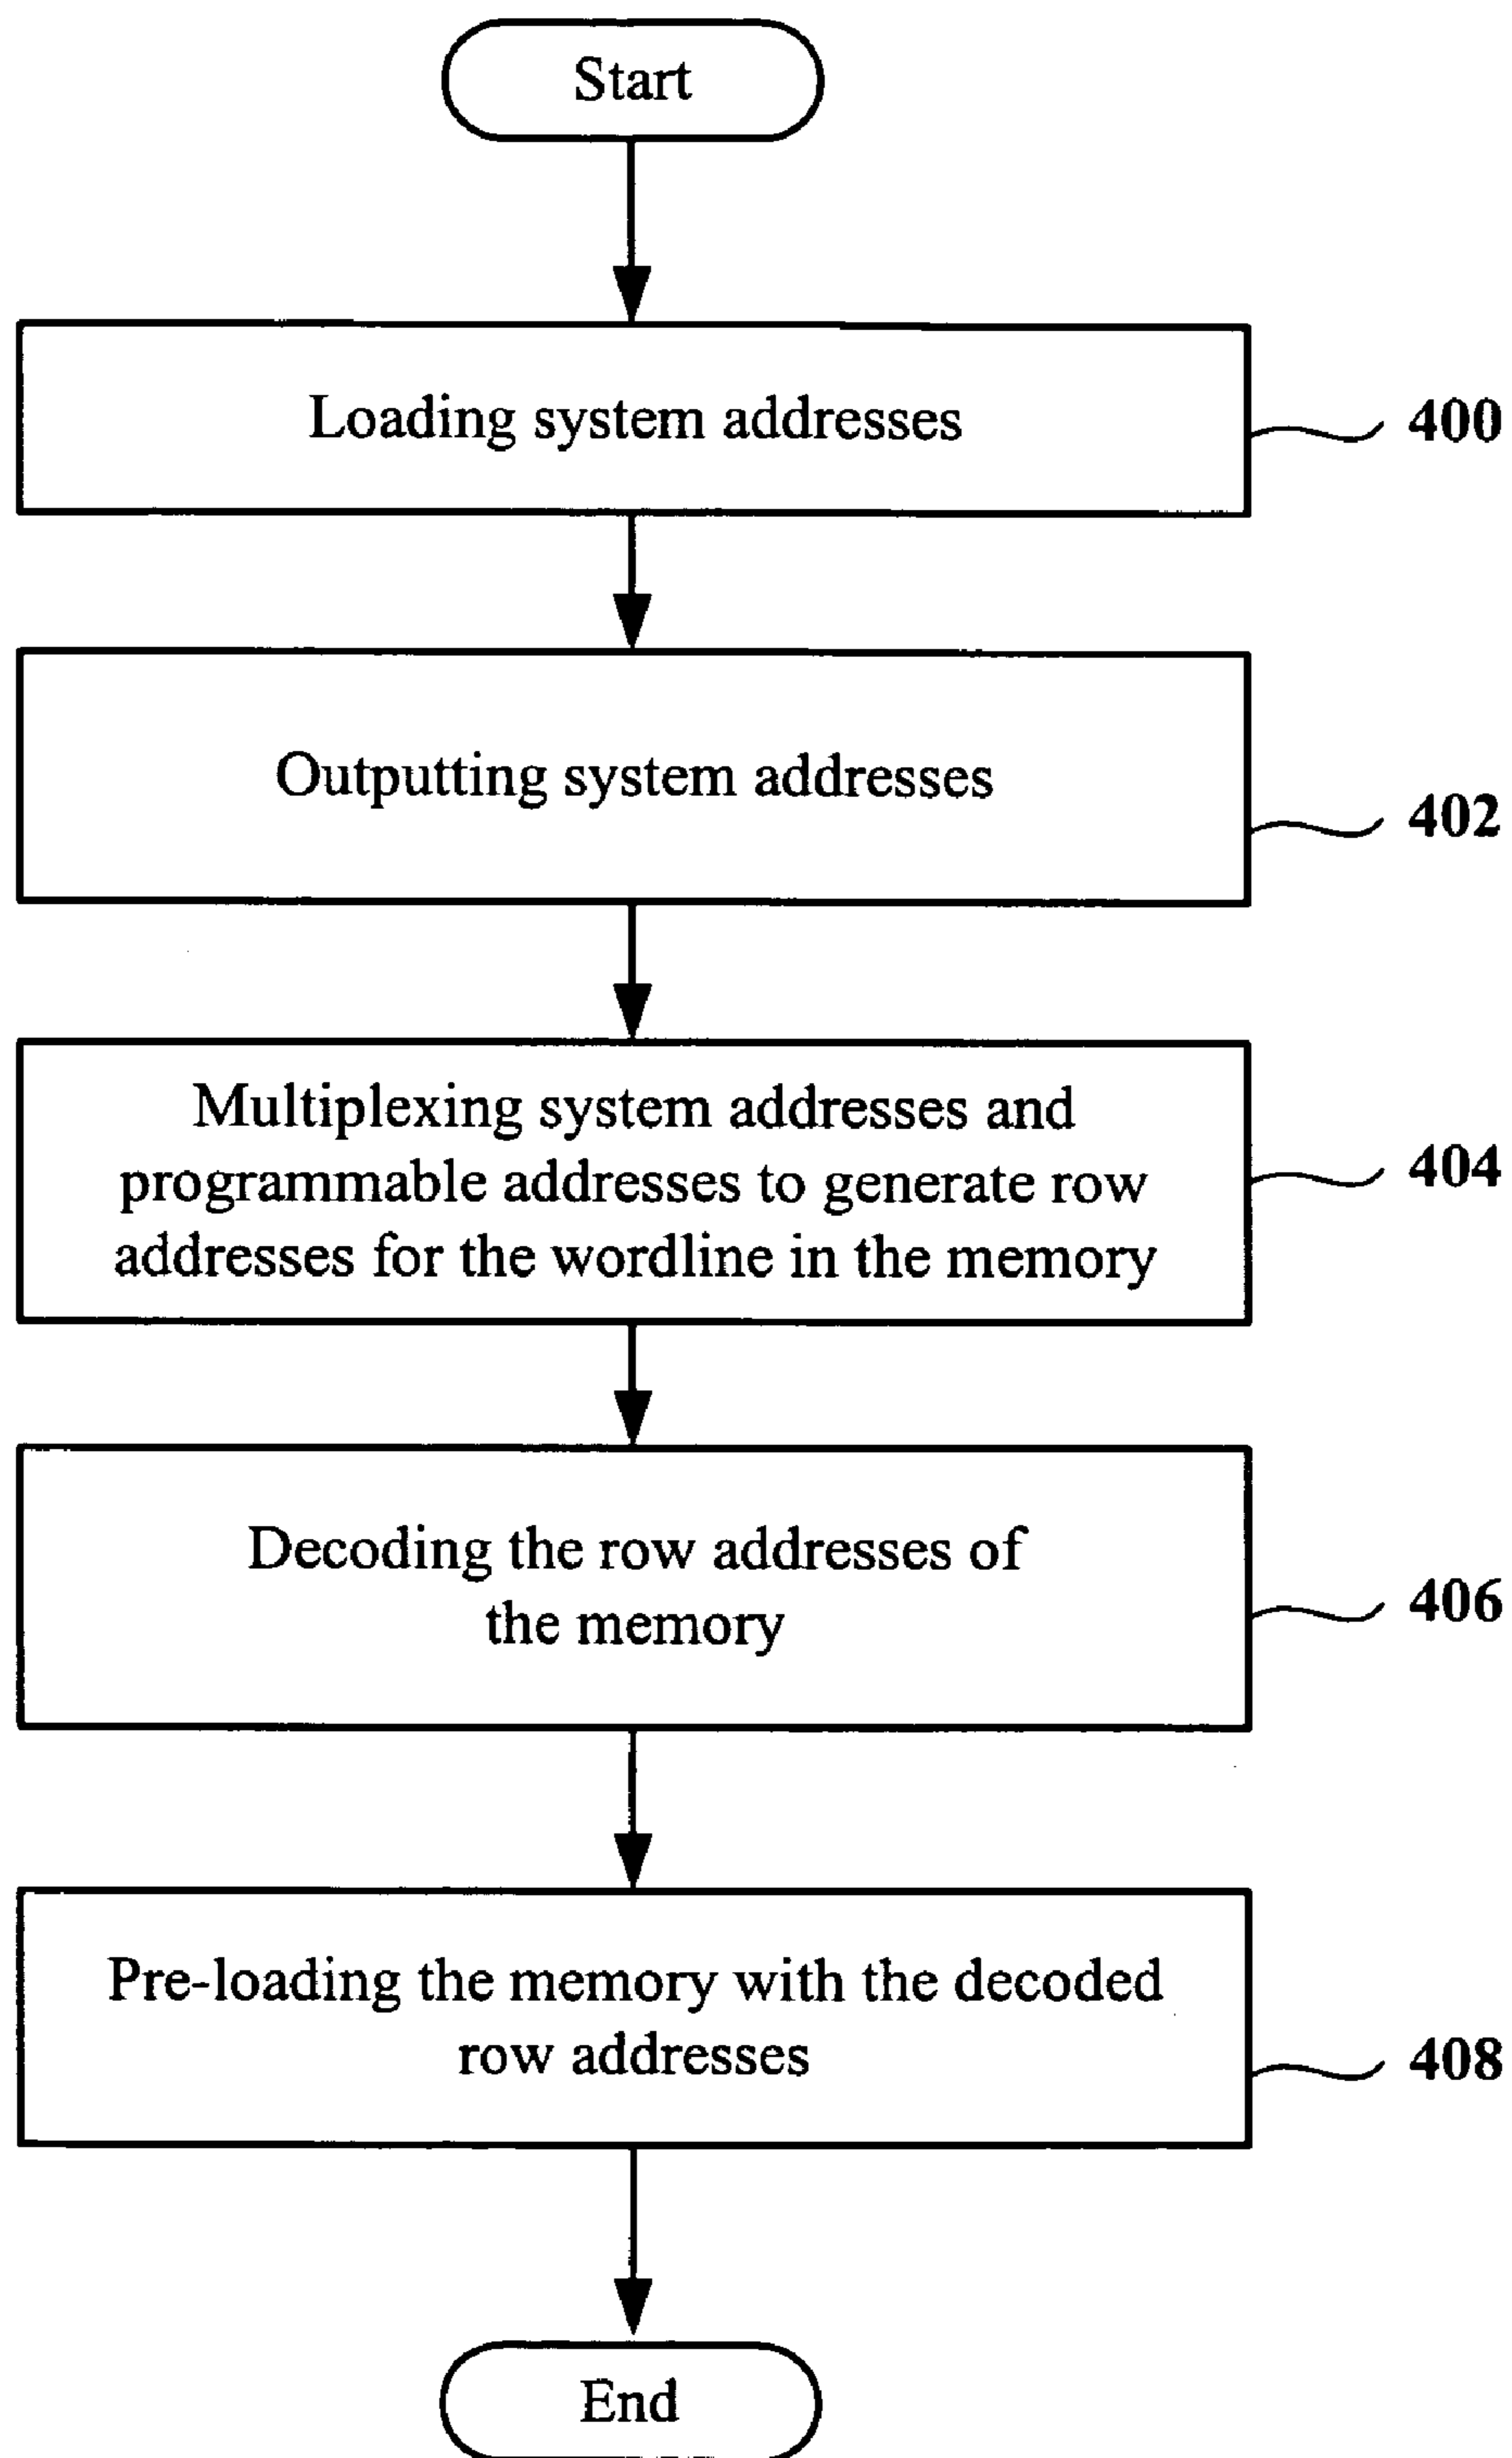 Start
Loading system addresses
400
Outputting system addresses
402
Multiplexing system addresses and
programmable addresses to generate row
addresses for the wordline in the memory
404
Decoding the row addresses of
the memory
406
Pre-loading the memory with the decoded
row addresses
408
End